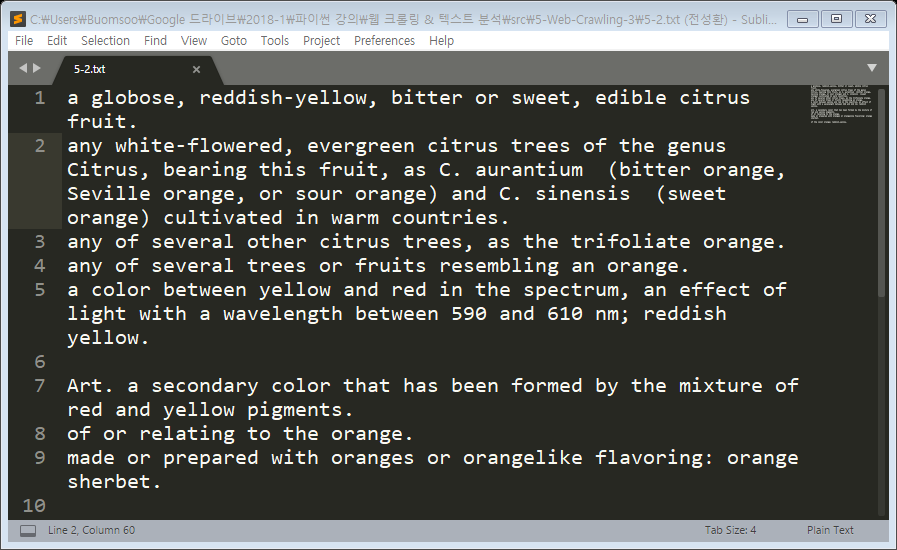 C:₩Users₩Buomsoo₩Google 드라이브₩2018-1₩파이썬 강의₩웹 크롤링 & 텍스트 분석₩src₩5-Web-Crawling-3₩5-2.txt (전성환) - Subli...
File Edit Selection Find View Goto Tools Project Preferences Help
5-2.txt ×
1 a globose, reddish-yellow, bitter or sweet, edible citrus
fruit.
2 any white-flowered, evergreen citrus trees of the genus
Citrus, bearing this fruit, as C. aurantium  (bitter orange,
Seville orange, or sour orange) and C. sinensis  (sweet
orange) cultivated in warm countries.
3 any of several other citrus trees, as the trifoliate orange.
4 any of several trees or fruits resembling an orange.
5 a color between yellow and red in the spectrum, an effect of
light with a wavelength between 590 and 610 nm; reddish
yellow.
6
7 Art. a secondary color that has been formed by the mixture of
red and yellow pigments.
8 of or relating to the orange.
9 made or prepared with oranges or orangelike flavoring: orange
sherbet.
10
Line 2, Column 60 Tab Size: 4 Plain Text